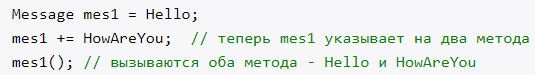 Message mes1 = Hello;
mes1 += HowAreYou;  // теперь mes1 указывает на два метода
mes1(); // вызываются оба метода - Hello и HowAreYou